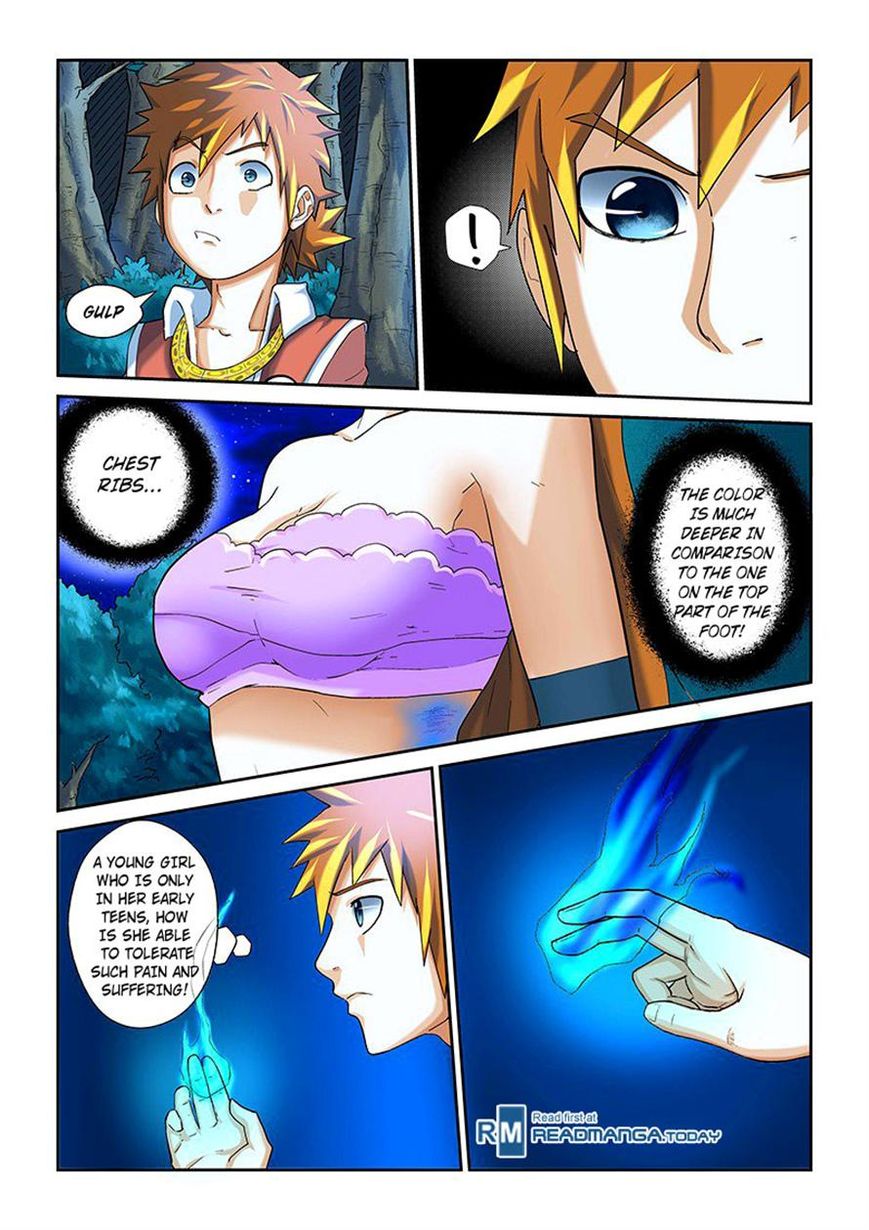 GULP
!
CHEST
RIBS...
THE COLOR
IS MUCH
DEEPER IN
COMPARISON
TO THE ONE
ON THE TOP
PART OF THE
FOOT!
A YOUNG GIRL
WHO IS ONLY
IN HER EARLY
TEENS, HOW
IS SHE ABLE
TO TOLERATE
SUCH PAIN AND
SUFFERING!
RM
Read first at
READMANGA.TODAY